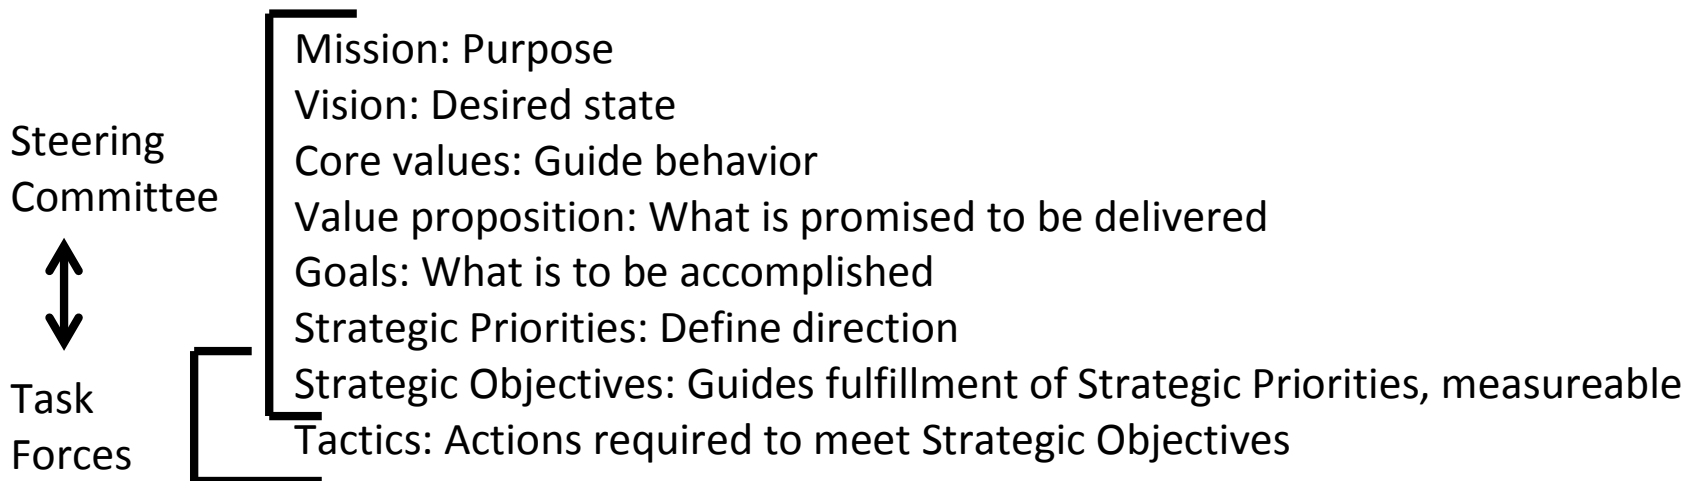 Mission: Purpose
Vision: Desired state
Core values: Guide behavior
Value proposition: What is promised to be delivered
Goals: What is to be accomplished
Strategic Priorities: Define direction
Strategic Objectives: Guides fulfillment of Strategic Priorities, measureable
Tactics: Actions required to meet Strategic Objectives
Steering
Committee
Task
Forces